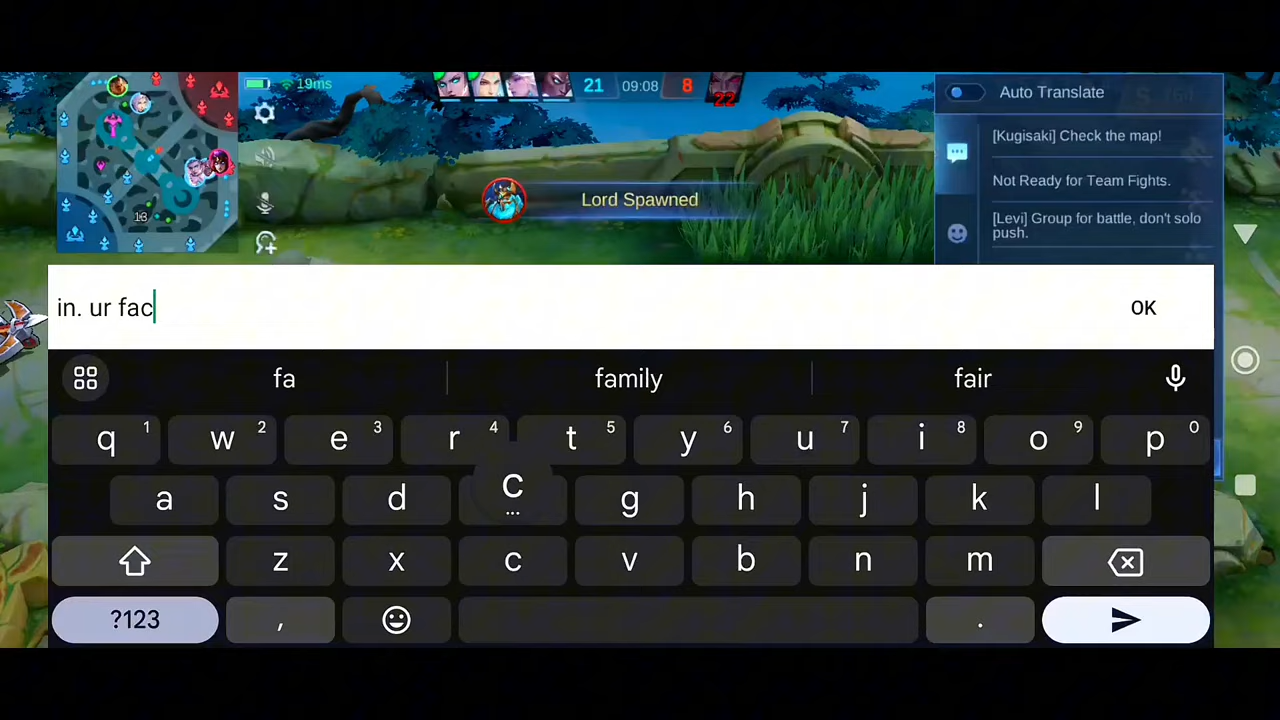 19ms
21 09:08 8
22
Auto Translate
[Kugisaki] Check the map!
Not Ready for Team Fights.
[Levi] Group for battle, don't solo
push.
Lord Spawned
13
in. ur fac
OK
fa family fair
q 1 w 2 e 3 r 4 t 5 y 6 u 7 i 8 o 9 p 0
a s d c ... g h j k l
z x c v b n m
?123 , .